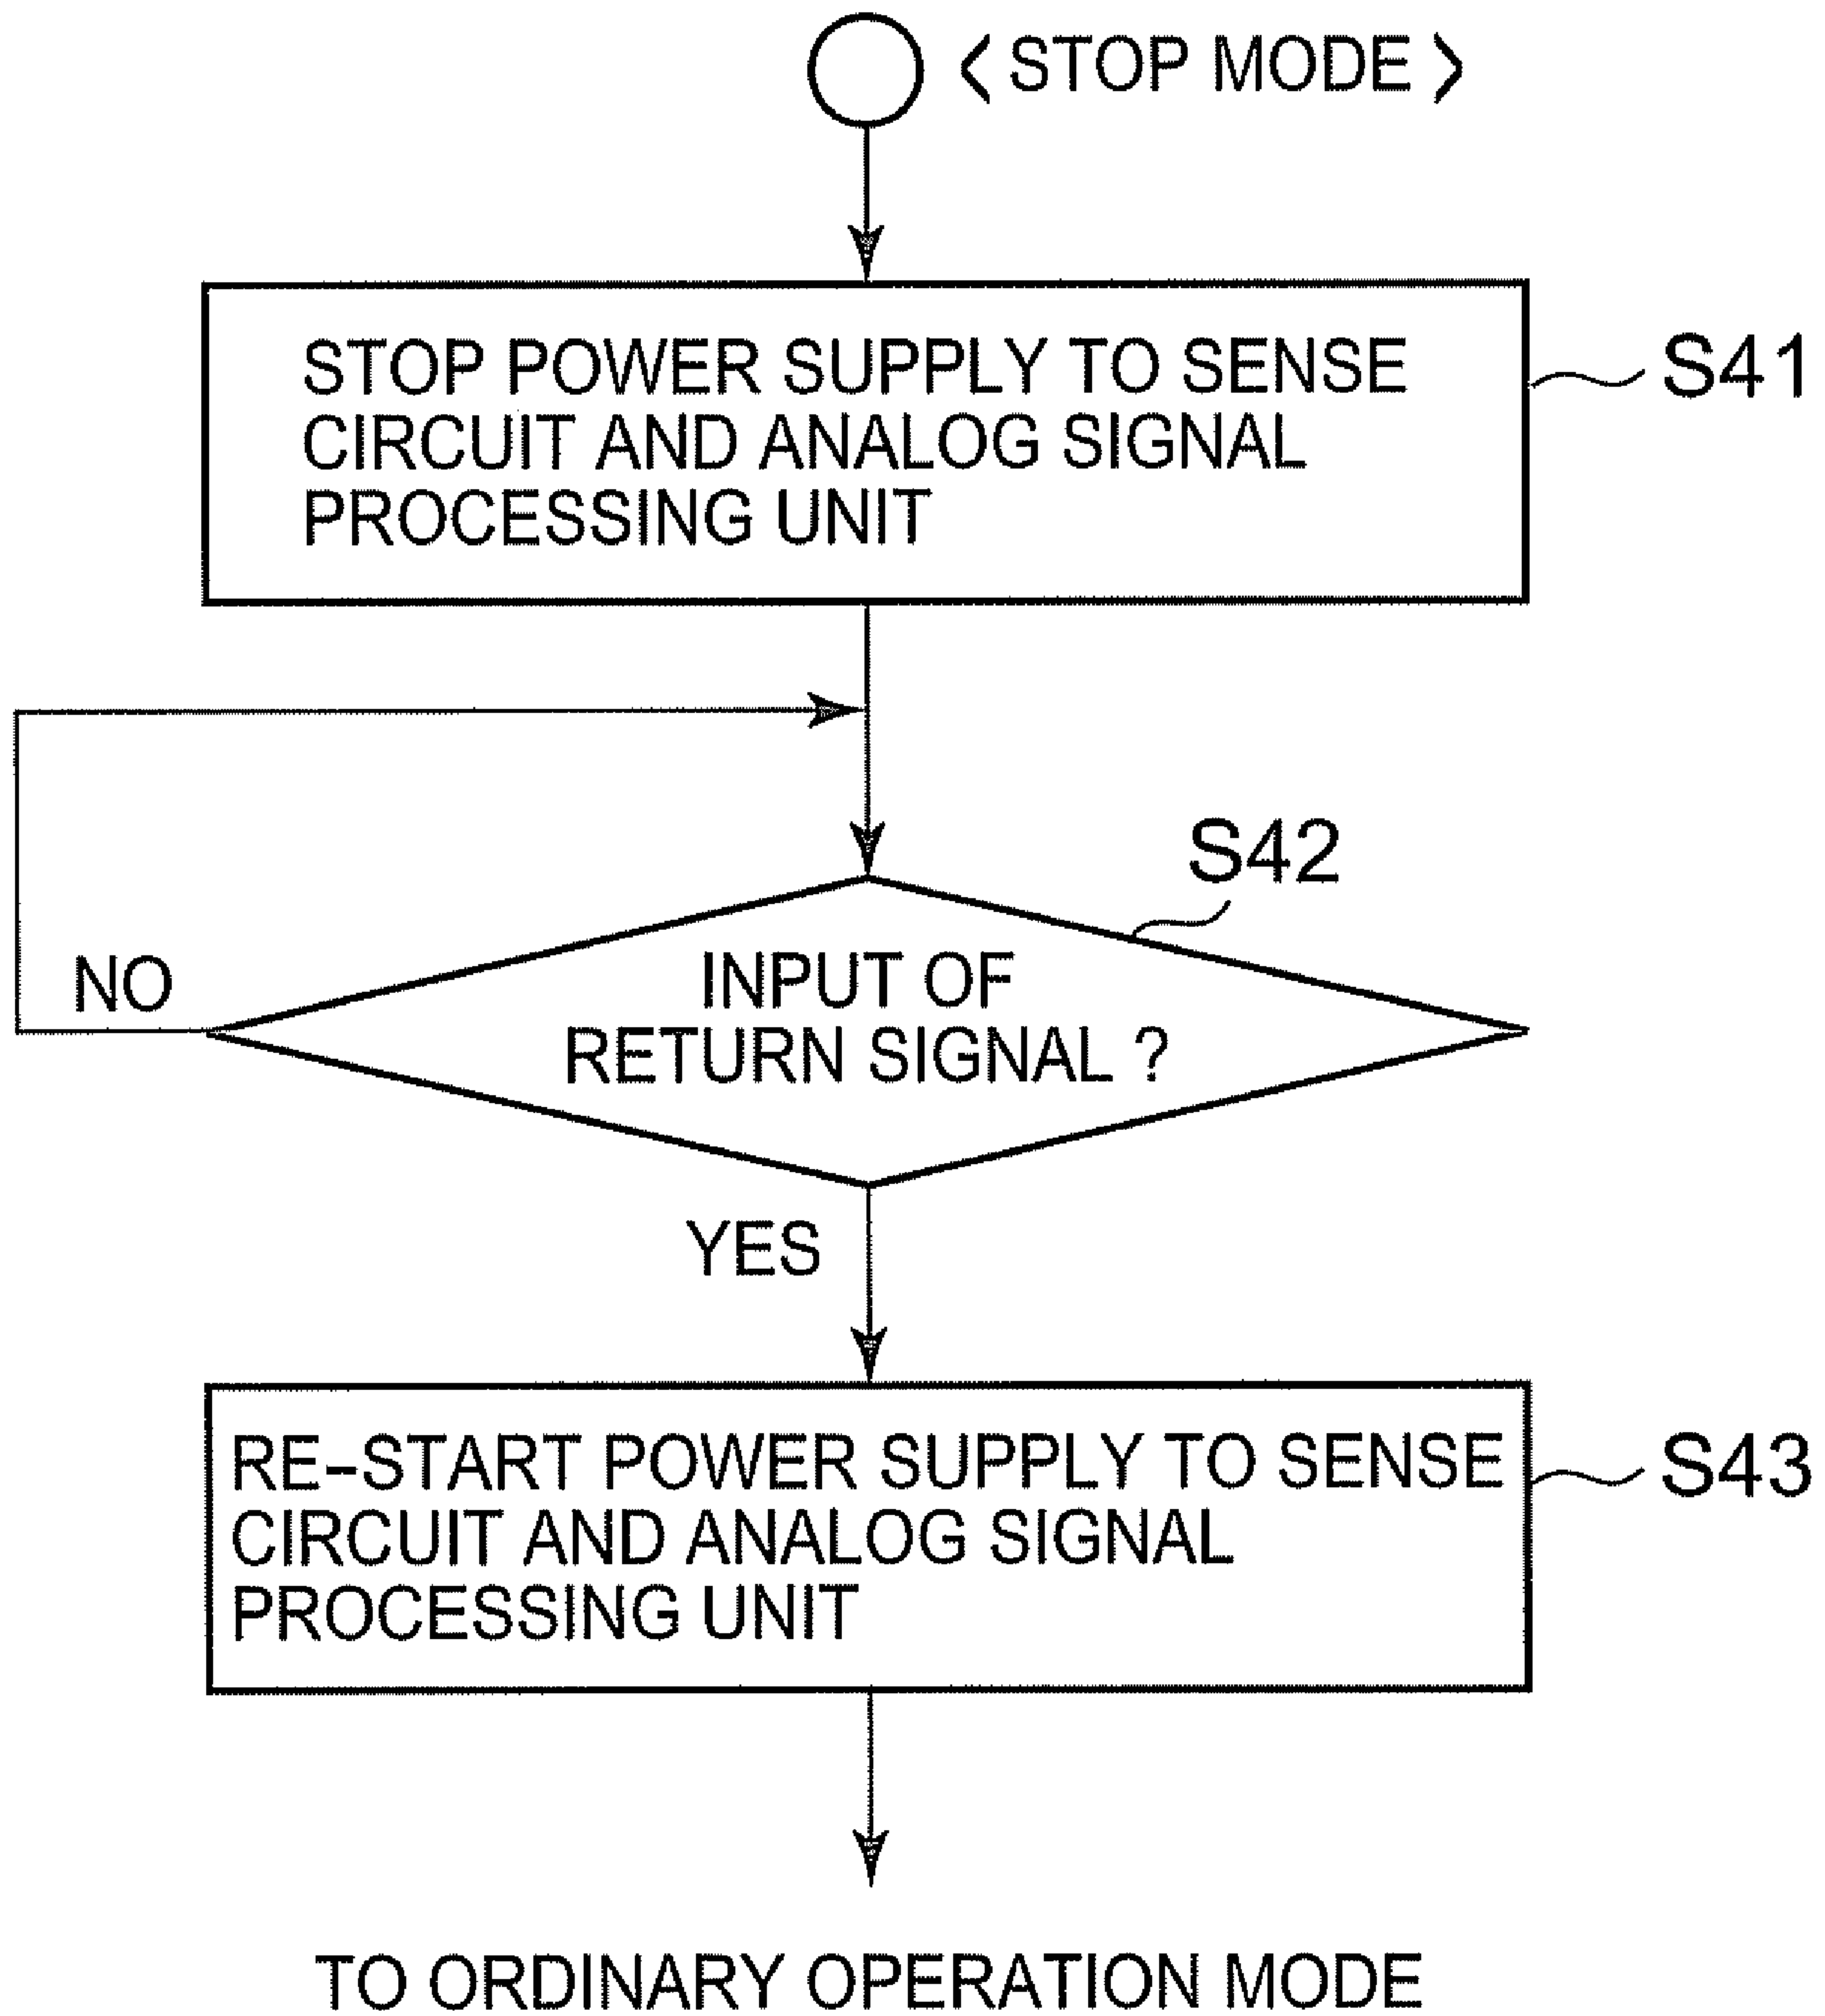 < STOP MODE >
STOP POWER SUPPLY TO SENSE
CIRCUIT AND ANALOG SIGNAL
PROCESSING UNIT
S41
S42
NO
INPUT OF
RETURN SIGNAL ?
YES
RE-START POWER SUPPLY TO SENSE
CIRCUIT AND ANALOG SIGNAL
PROCESSING UNIT
S43
TO ORDINARY OPERATION MODE